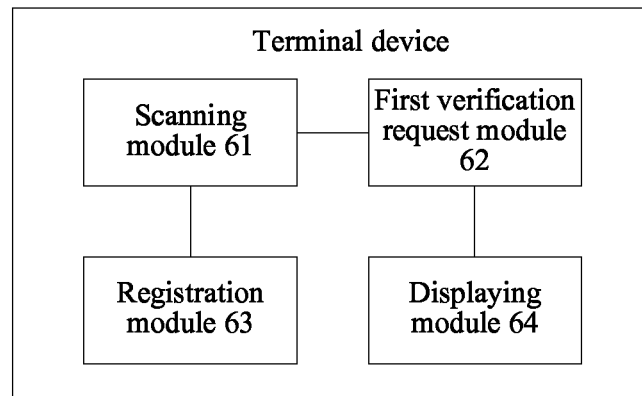 Terminal device
Scanning
module 61
First verification
request module
62
Registration
module 63
Displaying
module 64